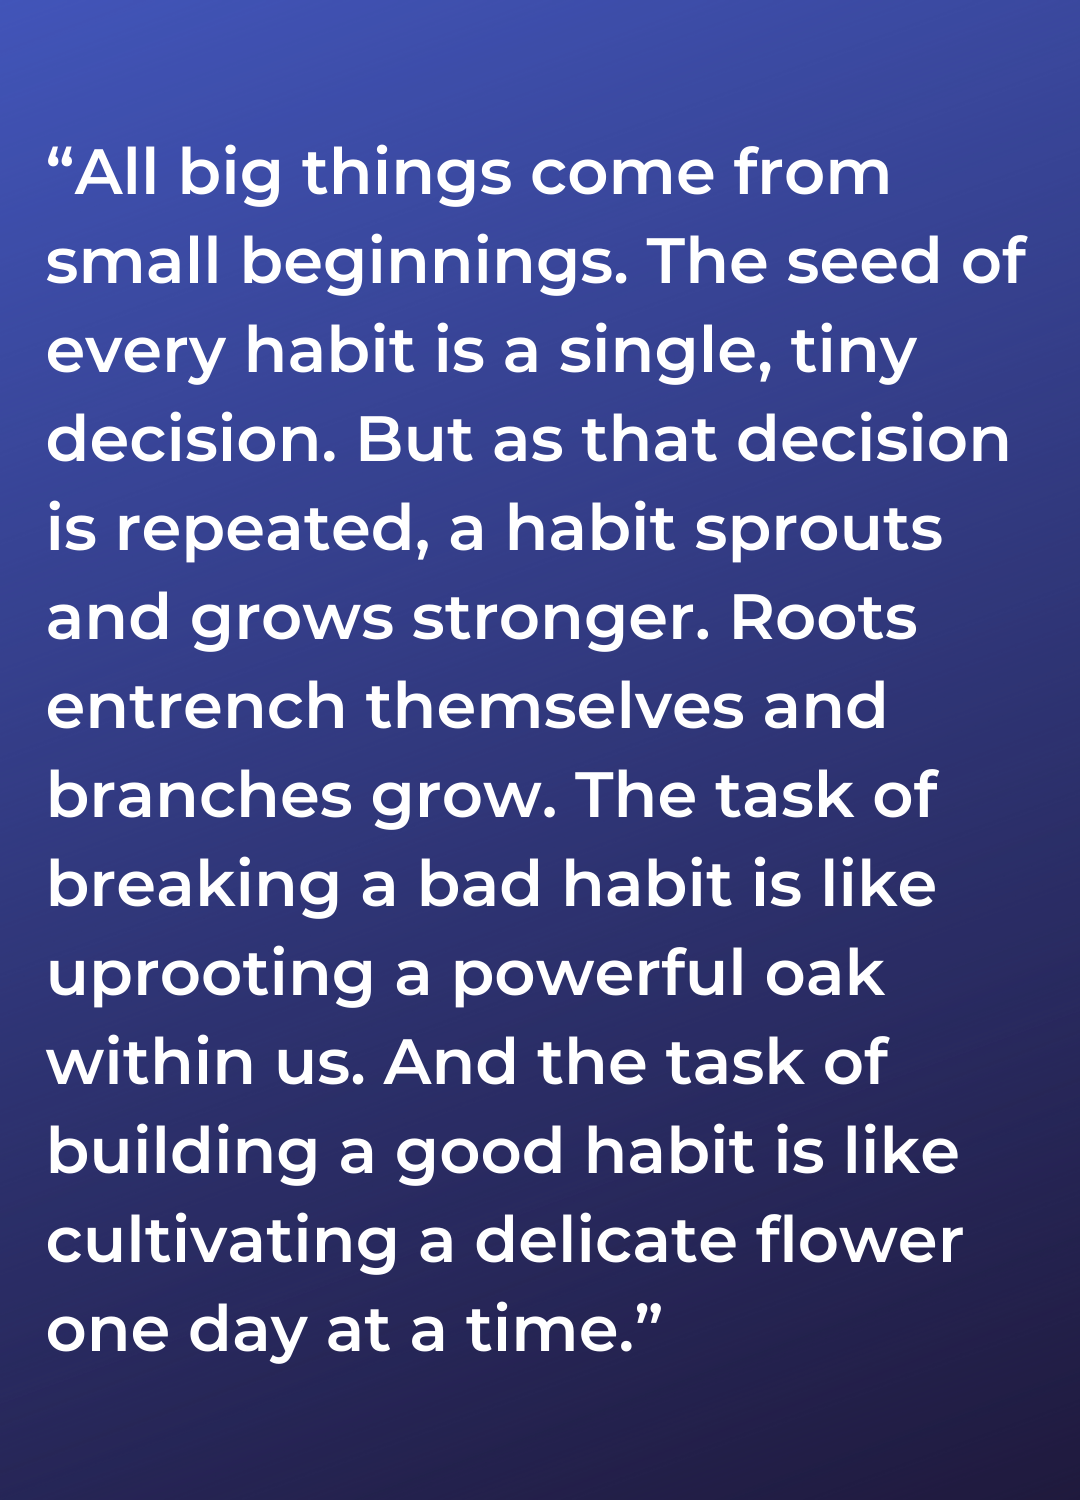 “All big things come from
small beginnings. The seed of
every habit is a single, tiny
decision. But as that decision
is repeated, a habit sprouts
and grows stronger. Roots
entrench themselves and
branches grow. The task of
breaking a bad habit is like
uprooting a powerful oak
within us. And the task of
building a good habit is like
cultivating a delicate flower
one day at a time.”